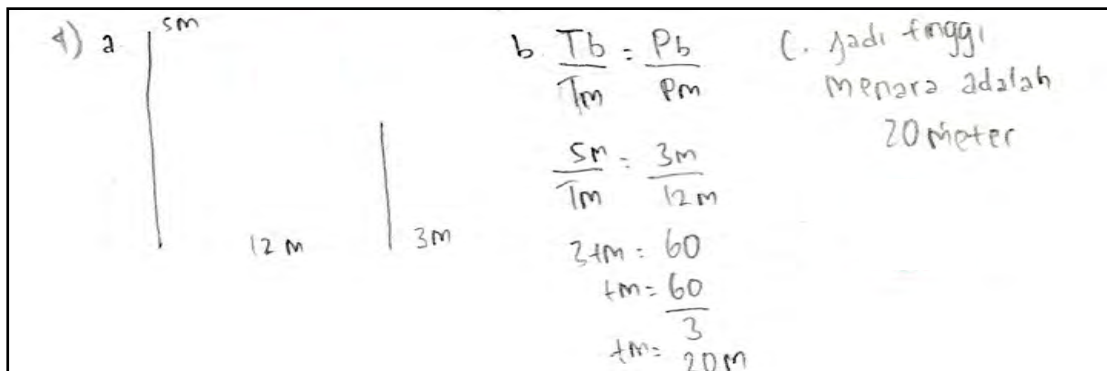 4) a
5m
12 m
3m
b. Tb/Tm = Pb/Pm
5m/Tm = 3m/12m
3tm = 60
tm = 60/3
tm = 20m
C. Jadi tinggi
menara adalah
20 meter